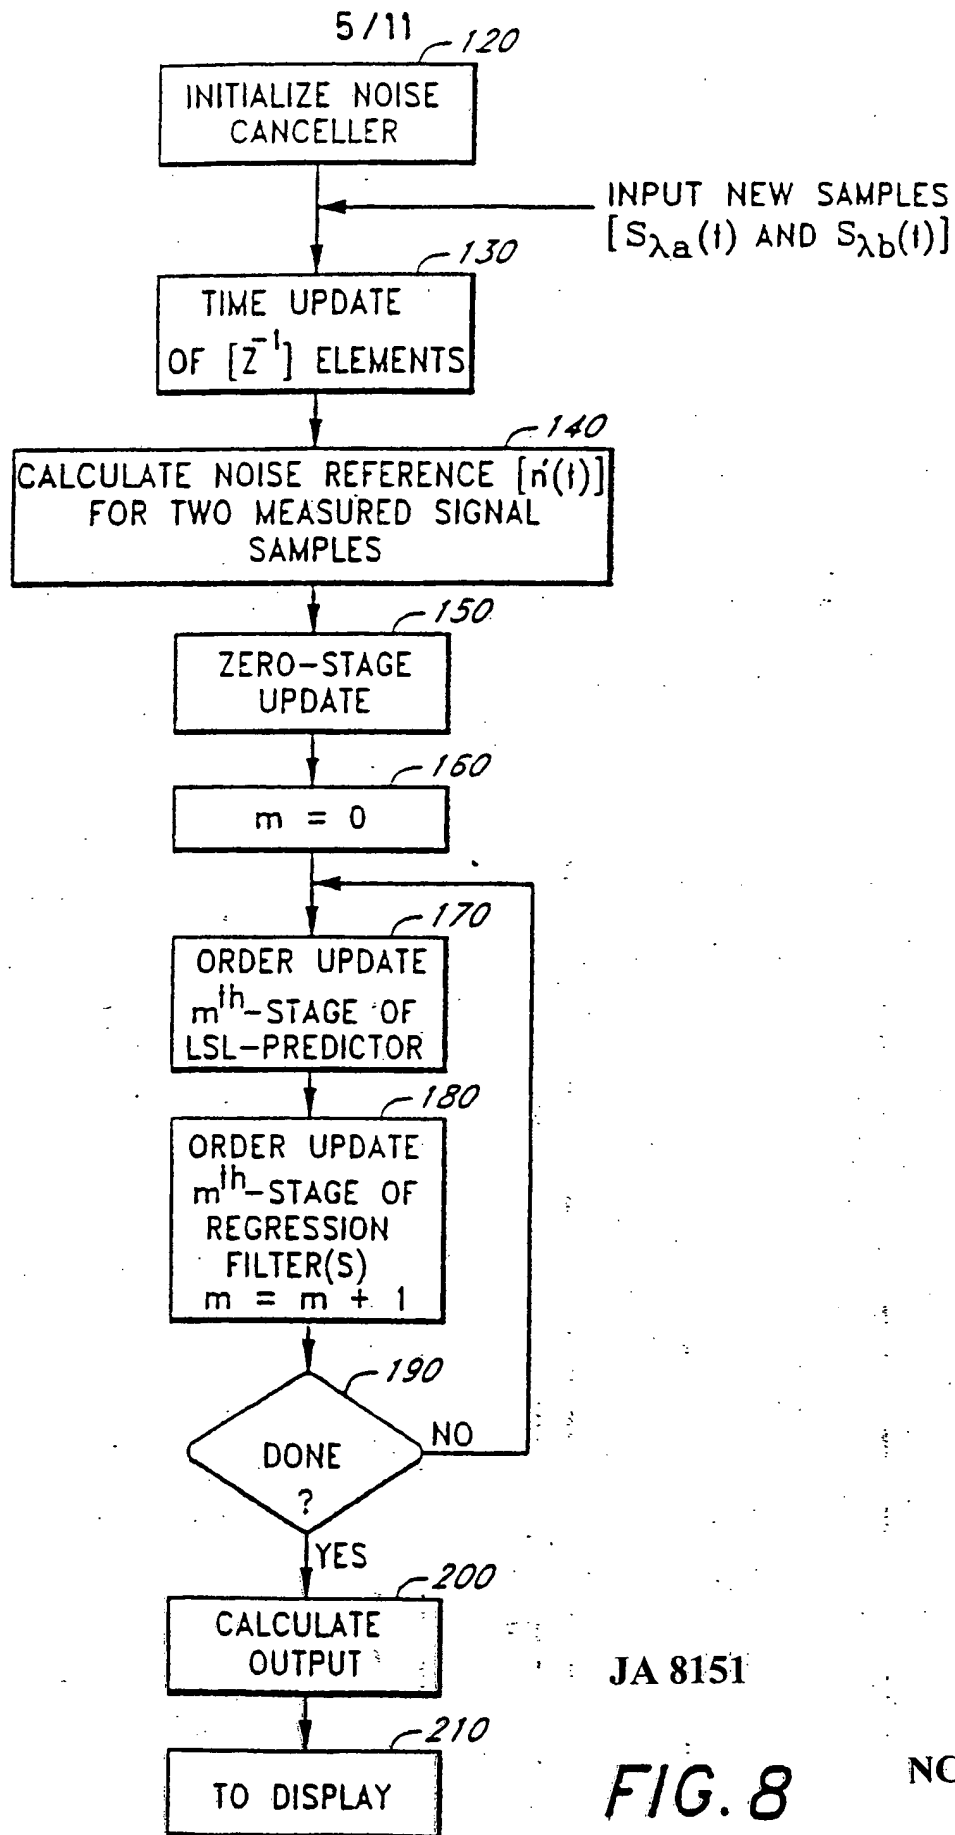 5/11
120
INITIALIZE NOISE
CANCELLER
INPUT NEW SAMPLES
[Sλa(t) AND Sλb(t)]
130
TIME UPDATE
OF [Z⁻¹] ELEMENTS
140
CALCULATE NOISE REFERENCE [n'(t)]
FOR TWO MEASURED SIGNAL
SAMPLES
150
ZERO-STAGE
UPDATE
160
m = 0
170
ORDER UPDATE
mth-STAGE OF
LSL-PREDICTOR
180
ORDER UPDATE
mth-STAGE OF
REGRESSION
FILTER(S)
m = m + 1
190
DONE
?
NO
YES
200
CALCULATE
OUTPUT
JA 8151
210
TO DISPLAY
FIG. 8